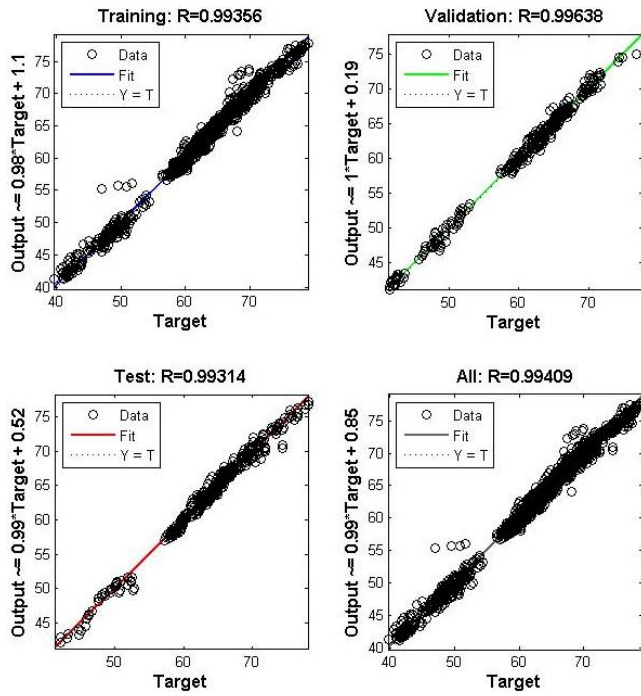 Training: R=0.99356
Output ~= 0.98*Target + 1.1
Data
Fit
Y = T
75
70
65
60
55
50
45
40
40 50 60 70
Target
Validation: R=0.99638
Output ~= 1*Target + 0.19
Data
Fit
Y = T
75
70
65
60
55
50
45
50 60 70
Target
Test: R=0.99314
Output ~= 0.99*Target + 0.52
Data
Fit
Y = T
75
70
65
60
55
50
45
50 60 70
Target
All: R=0.99409
Output ~= 0.99*Target + 0.85
Data
Fit
Y = T
75
70
65
60
55
50
45
40
40 50 60 70
Target